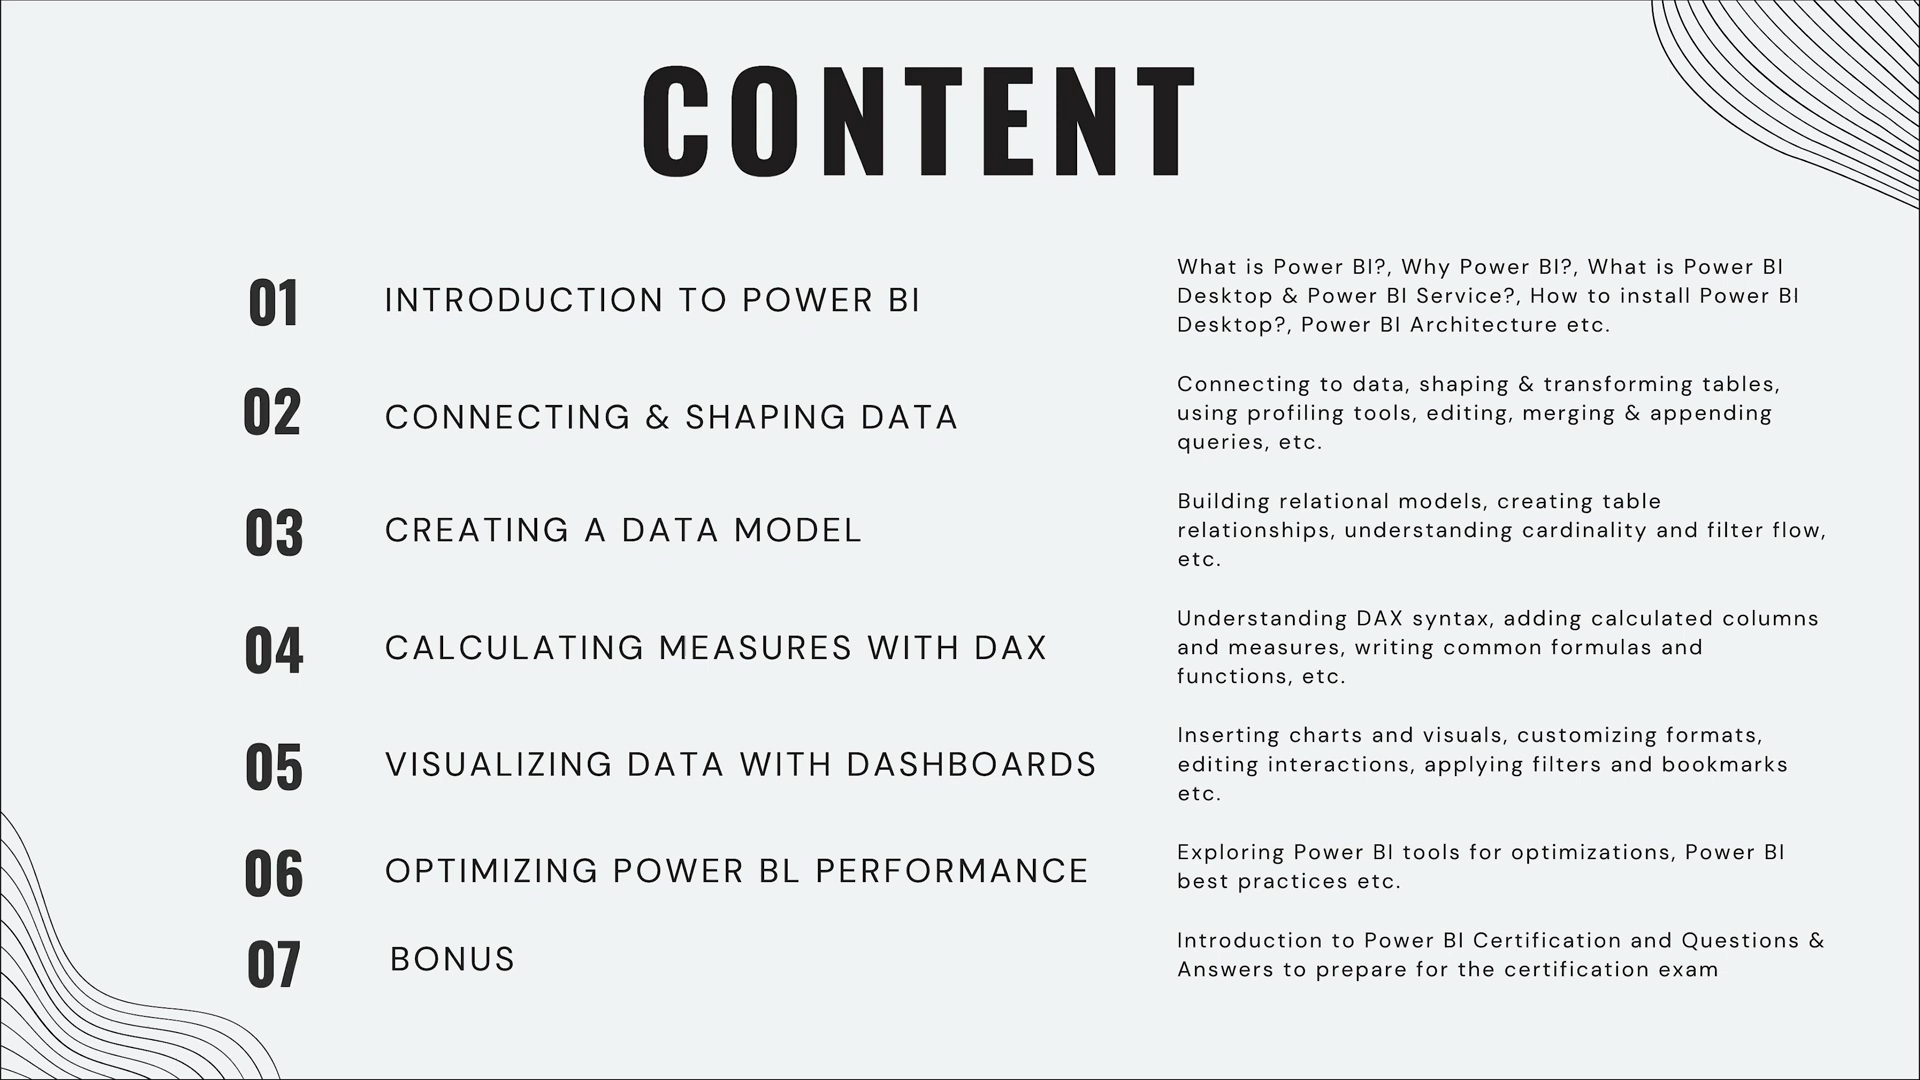 CONTENT
01
INTRODUCTION TO POWER BI
What is Power BI?, Why Power BI?, What is Power BI
Desktop & Power BI Service?, How to install Power BI
Desktop?, Power BI Architecture etc.
02
CONNECTING & SHAPING DATA
Connecting to data, shaping & transforming tables,
using profiling tools, editing, merging & appending
queries, etc.
03
CREATING A DATA MODEL
Building relational models, creating table
relationships, understanding cardinality and filter flow,
etc.
04
CALCULATING MEASURES WITH DAX
Understanding DAX syntax, adding calculated columns
and measures, writing common formulas and
functions, etc.
05
VISUALIZING DATA WITH DASHBOARDS
Inserting charts and visuals, customizing formats,
editing interactions, applying filters and bookmarks
etc.
06
OPTIMIZING POWER BL PERFORMANCE
Exploring Power BI tools for optimizations, Power BI
best practices etc.
07
BONUS
Introduction to Power BI Certification and Questions &
Answers to prepare for the certification exam